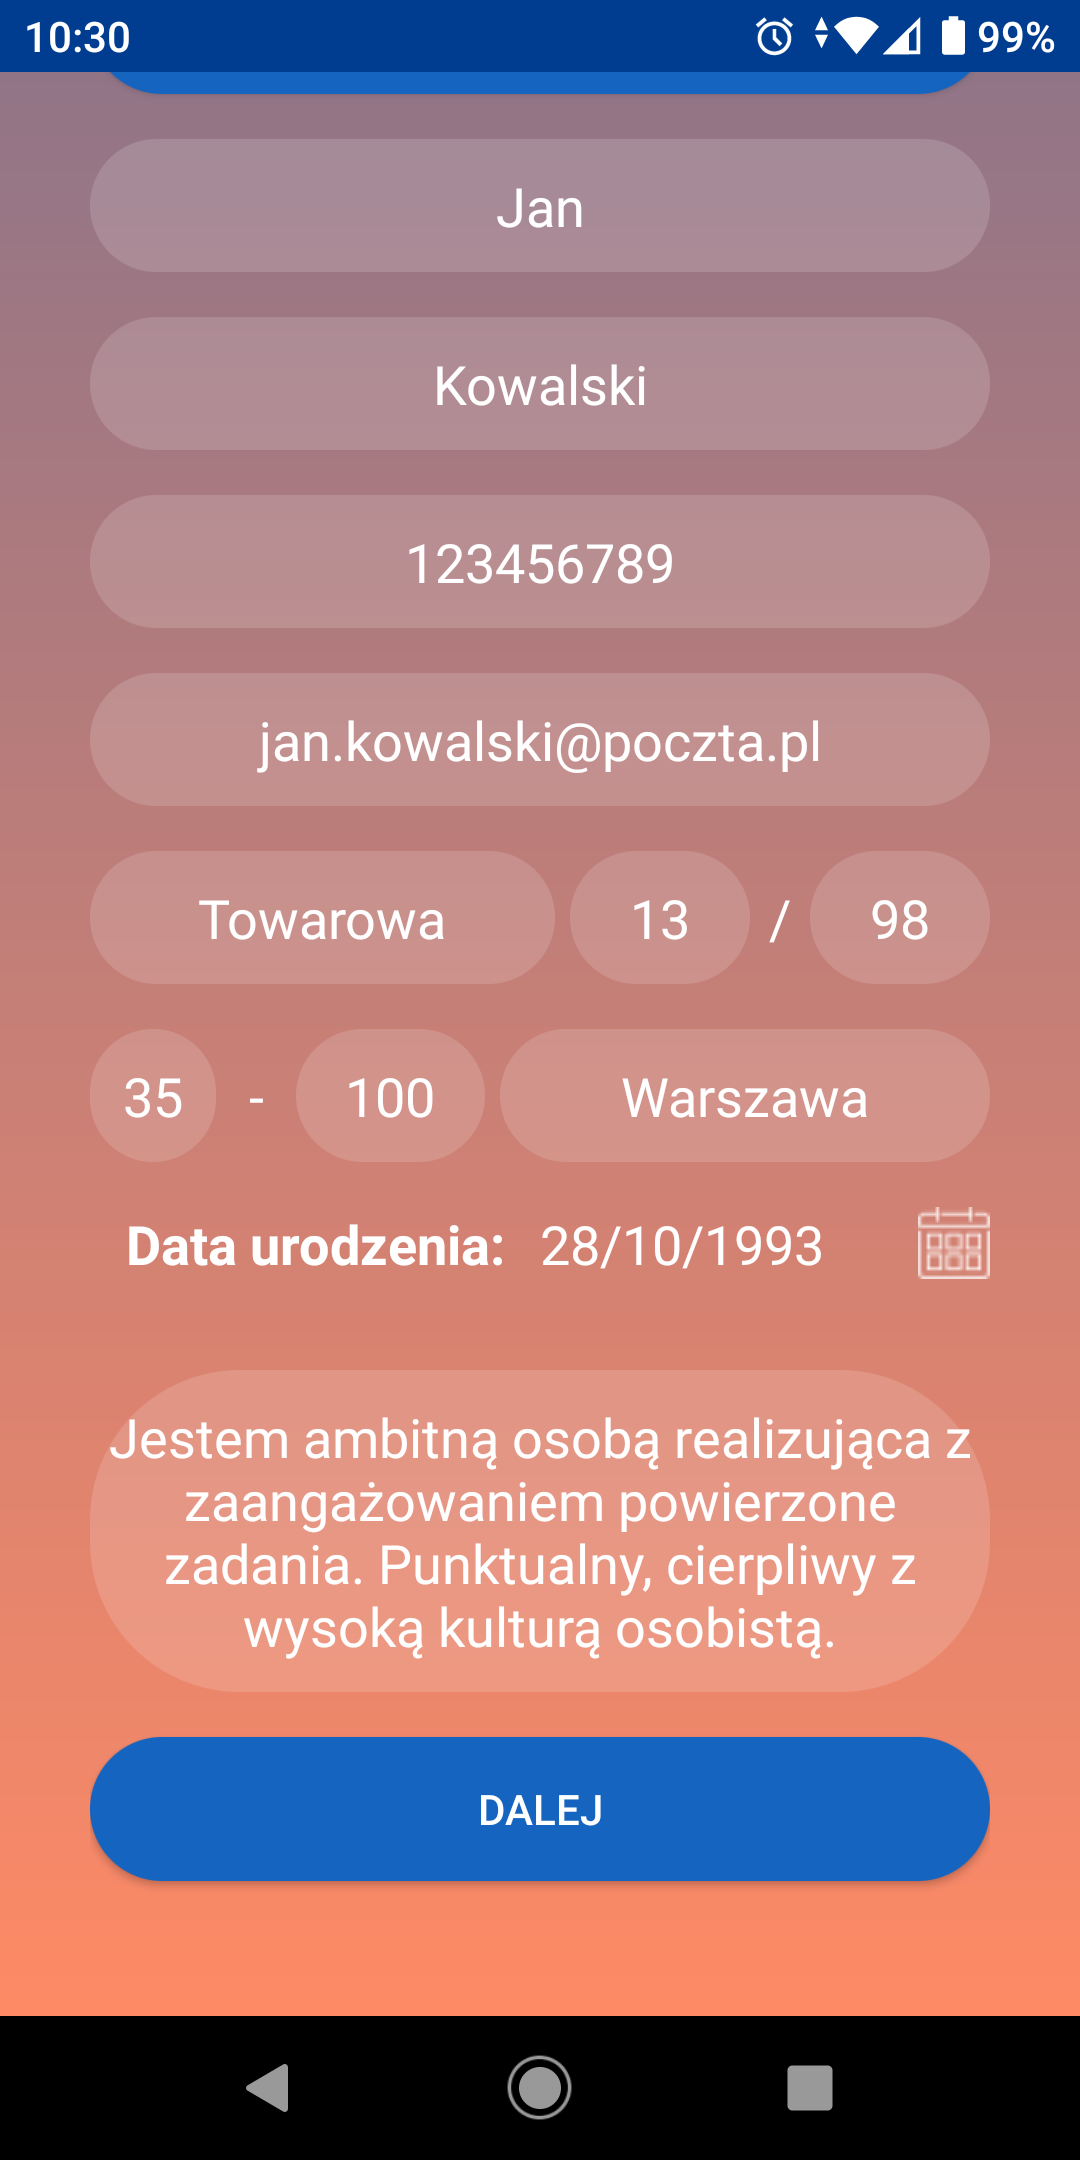 10:30 99%
Jan
Kowalski
123456789
jan.kowalski@poczta.pl
Towarowa 13 / 98
35 - 100 Warszawa
Data urodzenia: 28/10/1993
Jestem ambitną osobą realizująca z
zaangażowaniem powierzone
zadania. Punktualny, cierpliwy z
wysoką kulturą osobistą.
DALEJ